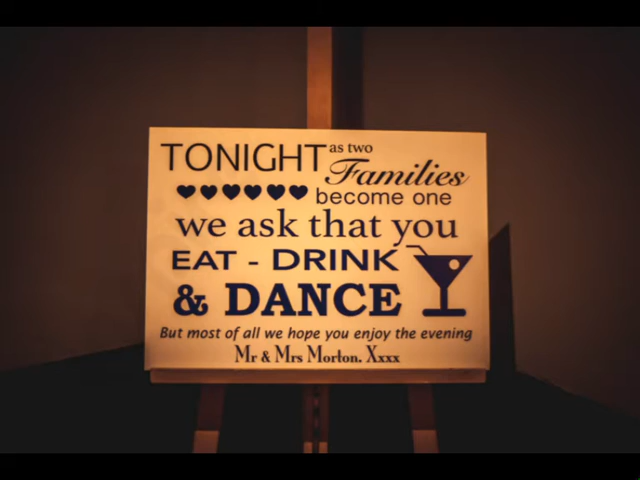 TONIGHT as two
Families
become one
we ask that you
EAT - DRINK
& DANCE
But most of all we hope you enjoy the evening
Mr & Mrs Morton. Xxxx